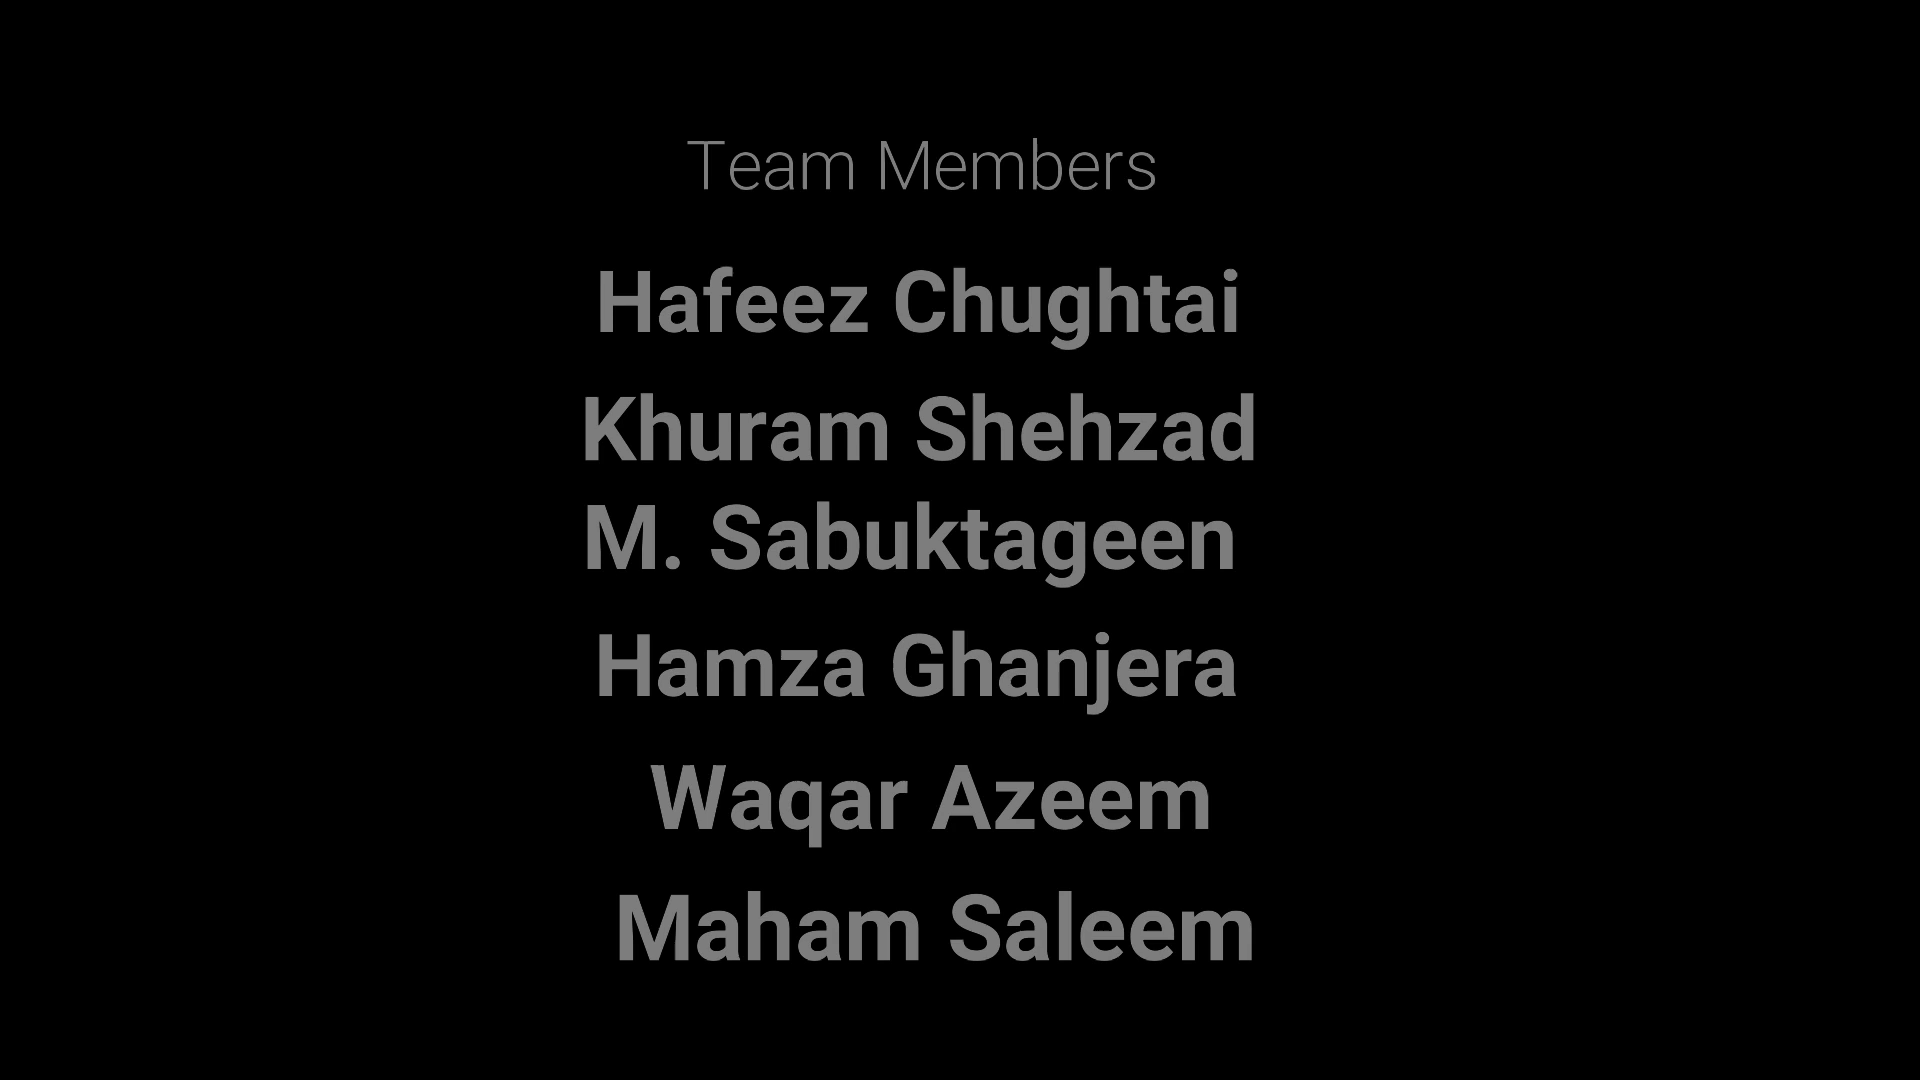 Team Members
Hafeez Chughtai
Khuram Shehzad
M. Sabuktageen
Hamza Ghanjera
Waqar Azeem
Maham Saleem